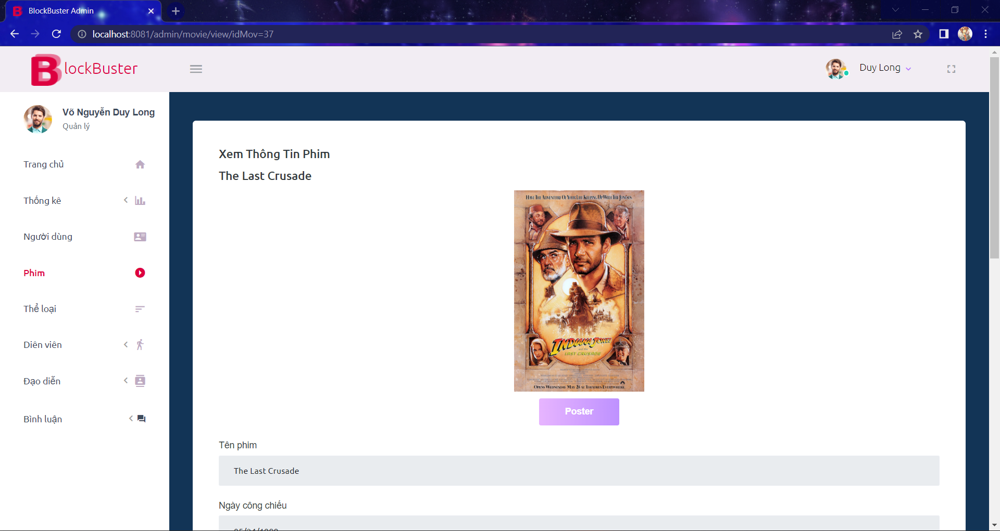 BlockBuster Admin
localhost:8081/admin/movie/view/idMov=37
BlockBuster
Duy Long
Võ Nguyễn Duy Long
Quản lý
Trang chủ
Thống kê
Người dùng
Phim
Thể loại
Diên viên
Đạo diễn
Bình luận
Xem Thông Tin Phim
The Last Crusade
HAVE THE ADVENTURE OF YOUR LIFE KEEPING UP WITH THE JONESES.
INDIANA JONES
and the
LAST CRUSADE
OPENS WEDNESDAY MAY 24 AT THEATRES EVERYWHERE.
Poster
Tên phim
The Last Crusade
Ngày công chiếu